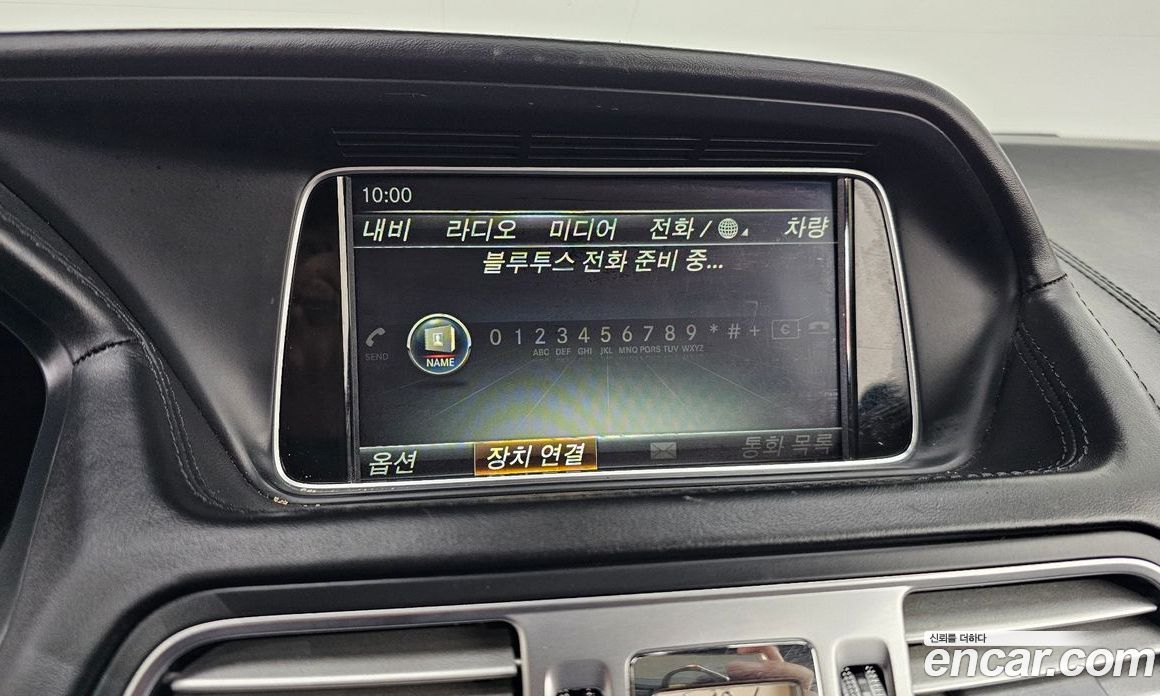 10:00
내비 라디오 미디어 전화 / 차량
블루투스 전화 준비 중...
SEND NAME 0 1 2 3 4 5 6 7 8 9 * # + €
ABC DEF GHI JKL MNO PQRS TUV WXYZ
옵션 장치 연결 통화 목록
신뢰를 더하다
encar.com